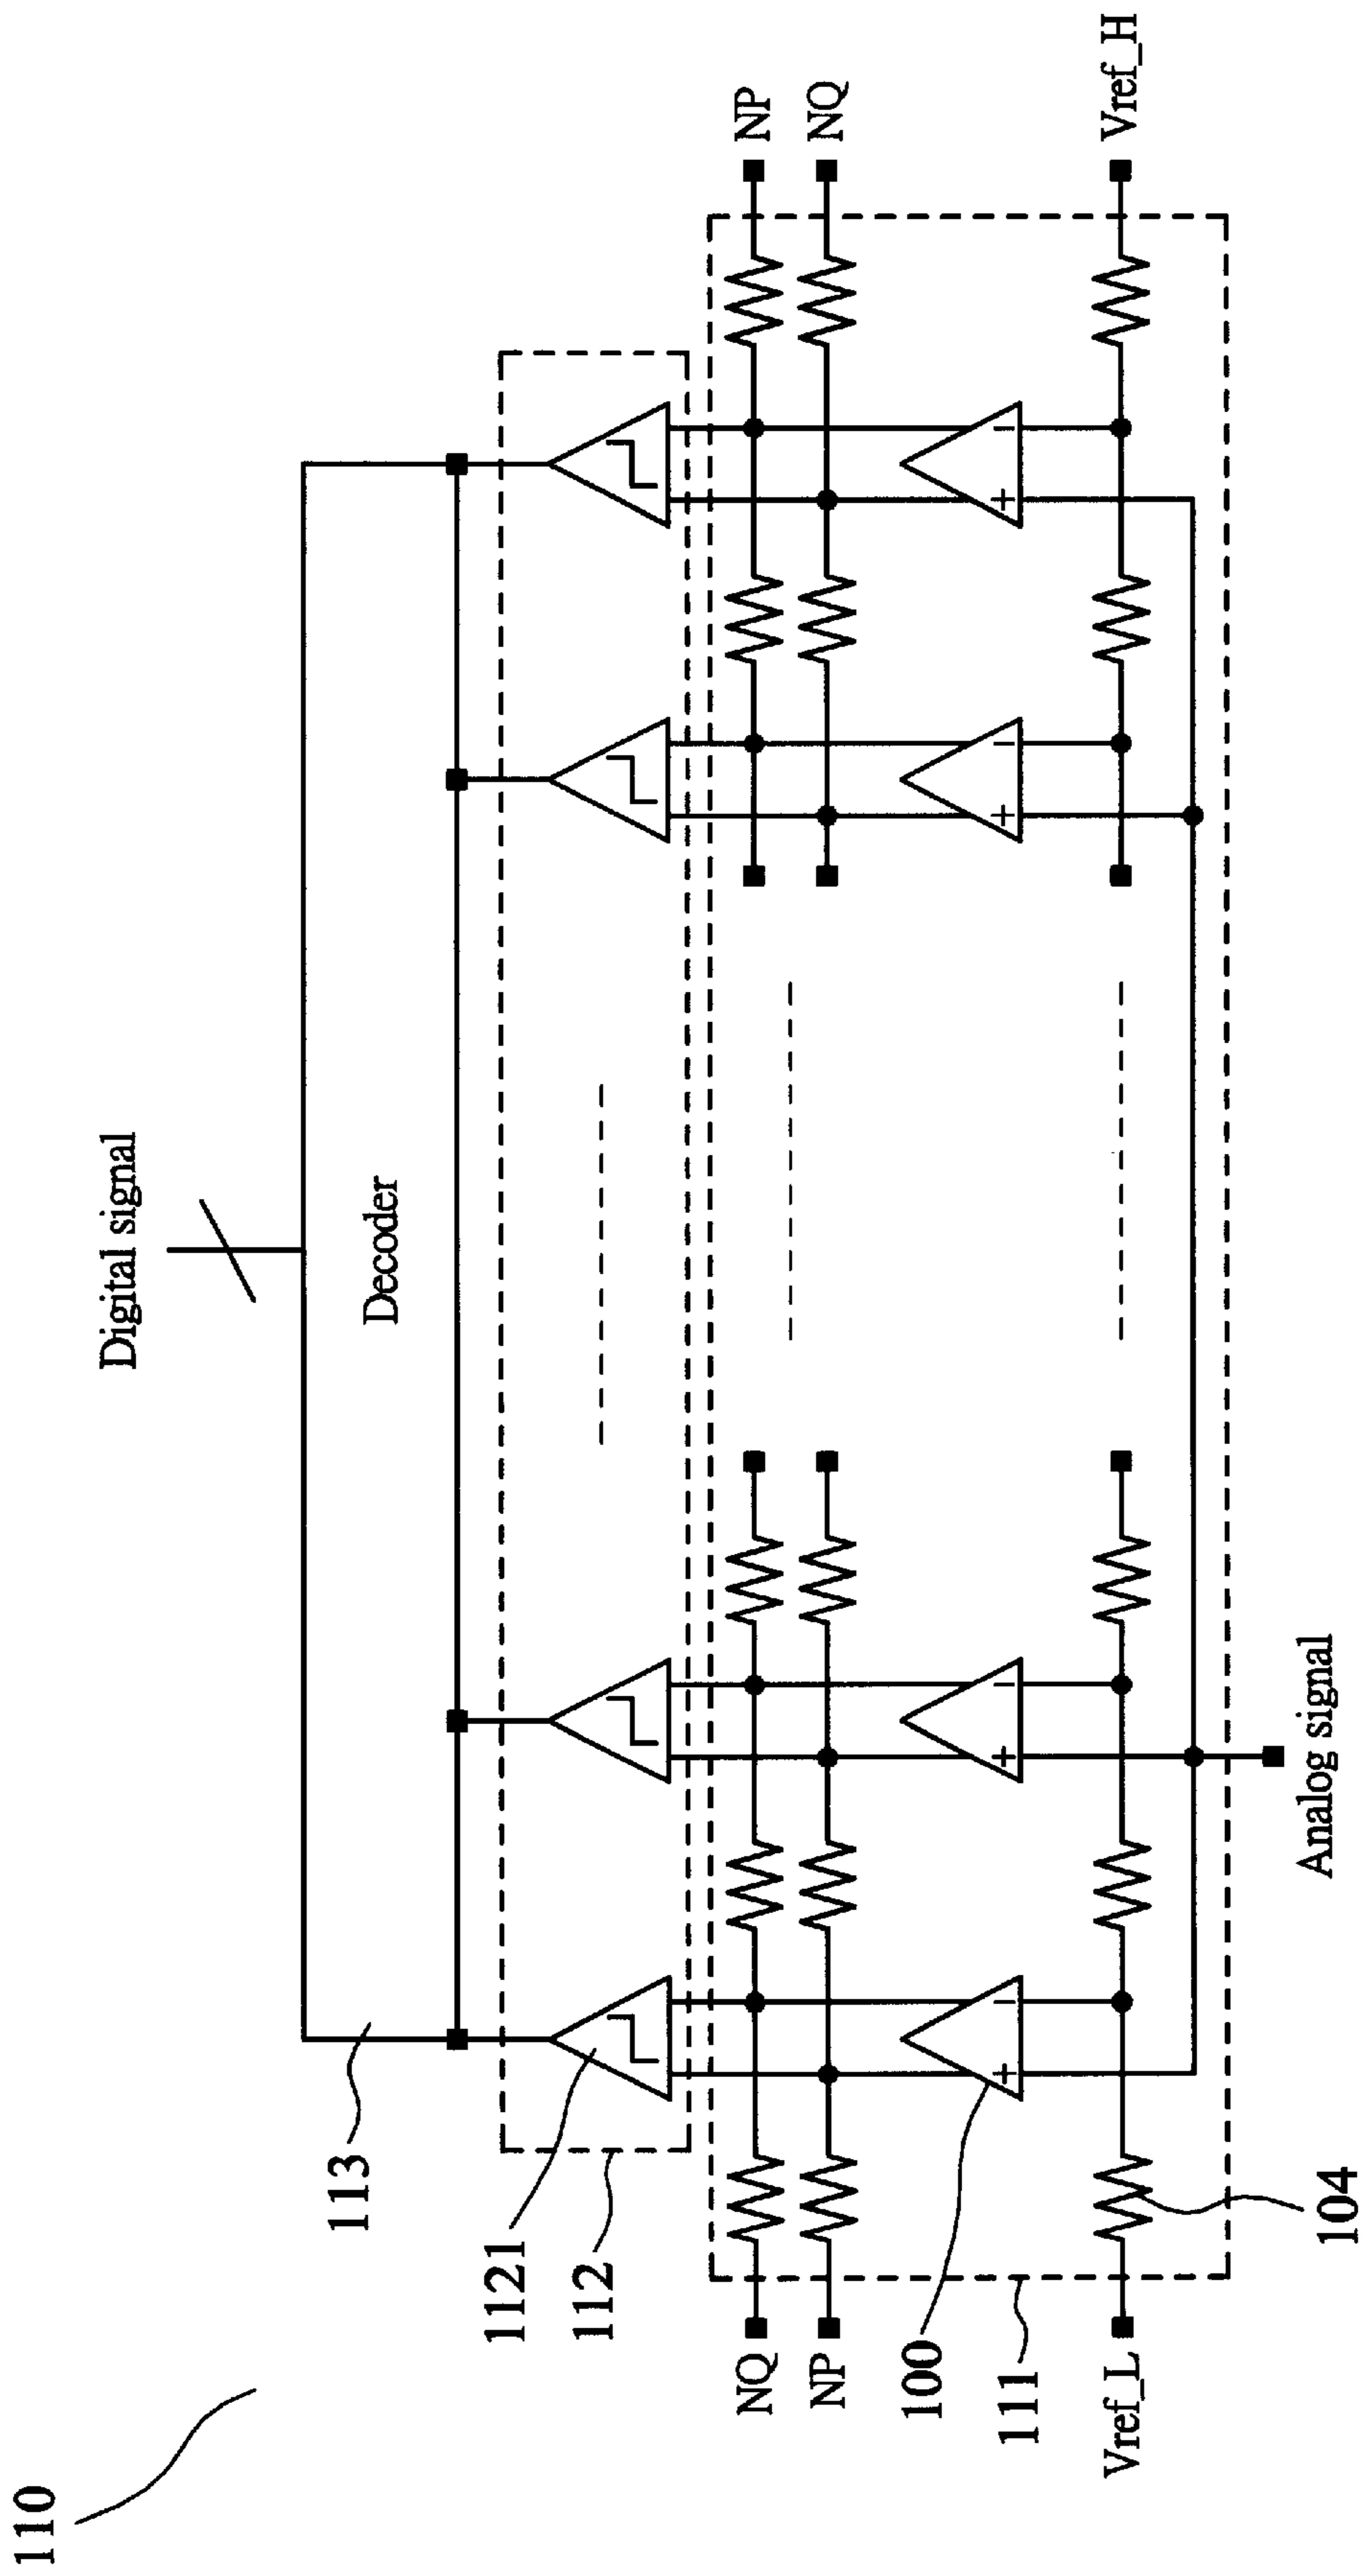 110
Digital signal
Decoder
113
1121
112
NQ
NP
NP
NQ
100
111
Vref_L
Vref_H
104
Analog signal
+
−
+
−
+
−
+
−